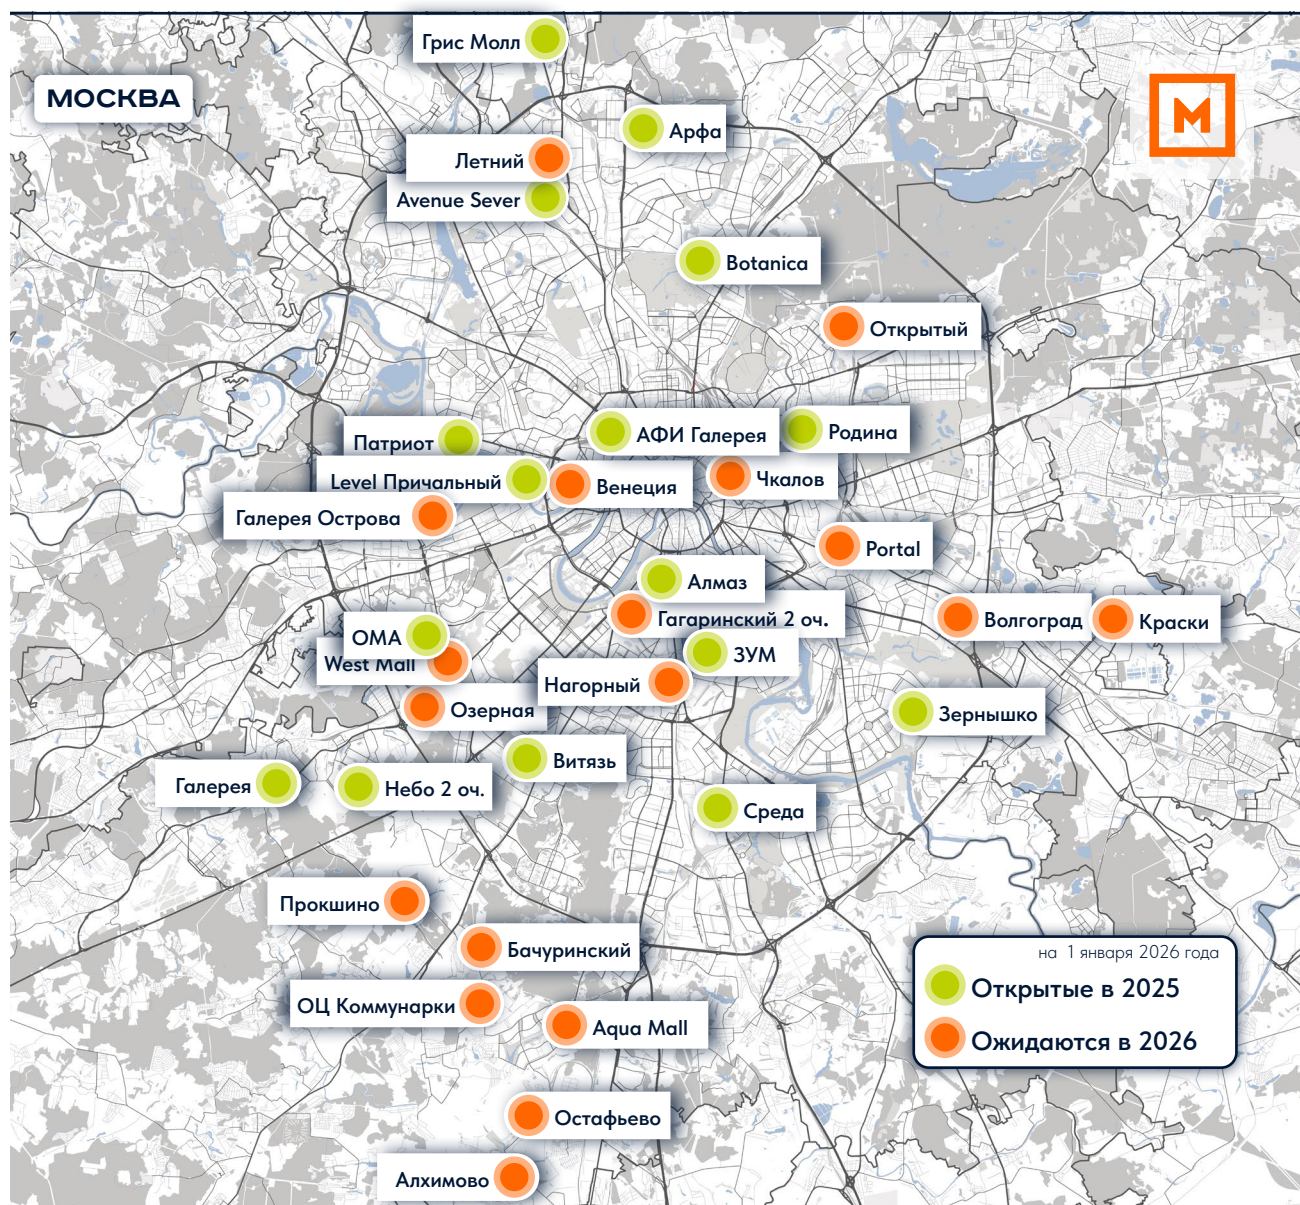 Грис Молл
МОСКВА
М
Арфа
Летний
Avenue Sever
Botanica
Открытый
Патриот
АФИ Галерея
Родина
Level Причальный
Венеция
Чкалов
Галерея Острова
Portal
Алмаз
Гагаринский 2 оч.
Волгоград
Краски
ОМА
West Mall
ЗУМ
Нагорный
Озерная
Зернышко
Витязь
Галерея
Небо 2 оч.
Среда
Прокшино
Бачуринский
на 1 января 2026 года
Открытые в 2025
ОЦ Коммунарки
Aqua Mall
Ожидаются в 2026
Остафьево
Алхимово